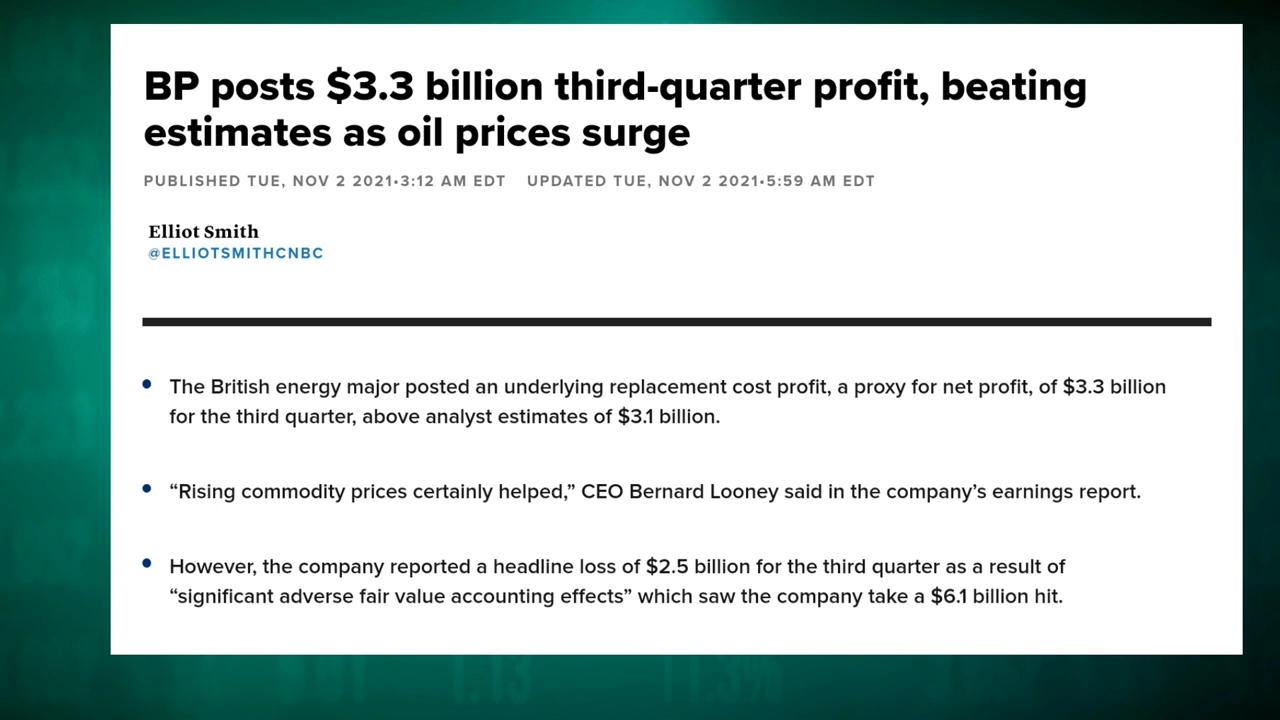 BP posts $3.3 billion third-quarter profit, beating
estimates as oil prices surge
PUBLISHED TUE, NOV 2 2021•3:12 AM EDT UPDATED TUE, NOV 2 2021•5:59 AM EDT
Elliot Smith
@ELLIOTSMITHCNBC
• The British energy major posted an underlying replacement cost profit, a proxy for net profit, of $3.3 billion
for the third quarter, above analyst estimates of $3.1 billion.
• “Rising commodity prices certainly helped,” CEO Bernard Looney said in the company’s earnings report.
• However, the company reported a headline loss of $2.5 billion for the third quarter as a result of
“significant adverse fair value accounting effects” which saw the company take a $6.1 billion hit.
1.13